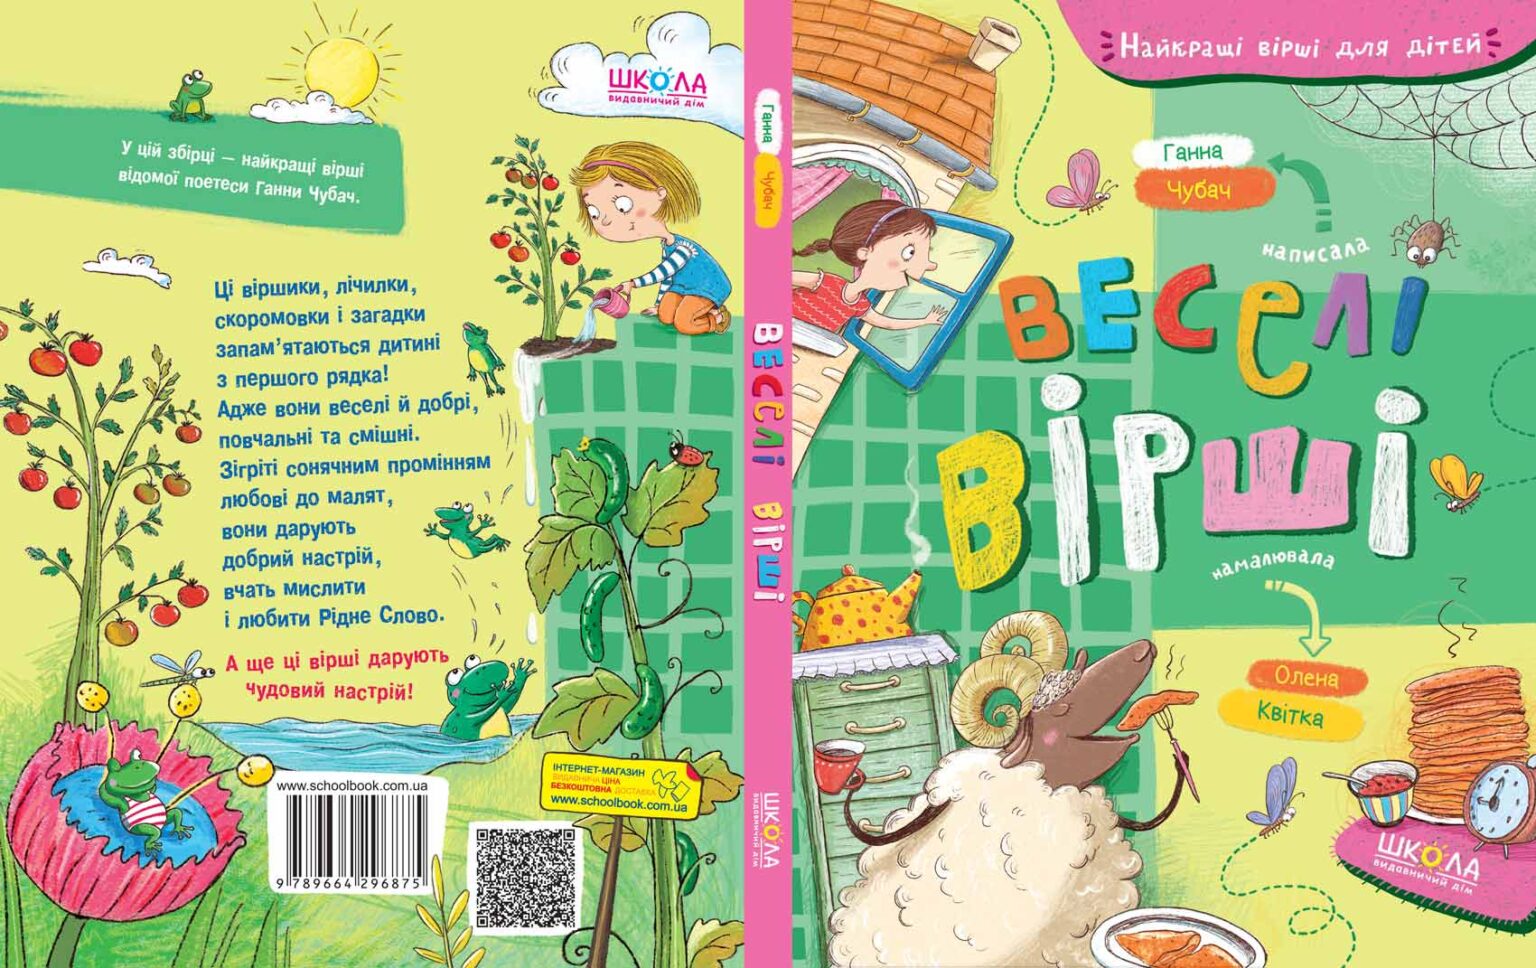 ШКОЛА
видавничий дім
У цій збірці – найкращі вірші
відомої поетеси Ганни Чубач.
Ці віршики, лічилки,
скоромовки і загадки
запам’ятаються дитині
з першого рядка!
Адже вони веселі й добрі,
повчальні та смішні.
Зігріті сонячним промінням
любові до малят,
вони дарують
добрий настрій,
вчать мислити
і любити Рідне Слово.
А ще ці вірші дарують
Чудовий настрій!
www.schoolbook.com.ua
9 789664 296875
ІНТЕРНЕТ-МАГАЗИН
ВИДАВНИЧА ЦІНА
БЕЗКОШТОВНА ДОСТАВКА
www.schoolbook.com.ua
Ганна
Чубач
ВЕСЕЛІ ВІРШІ
ШКОЛА
видавничий дім
Найкращі вірші для дітей
Ганна
Чубач
написала
ВЕСЕЛІ
ВІРШІ
намалювала
Олена
Квітка
ШКОЛА
видавничий дім